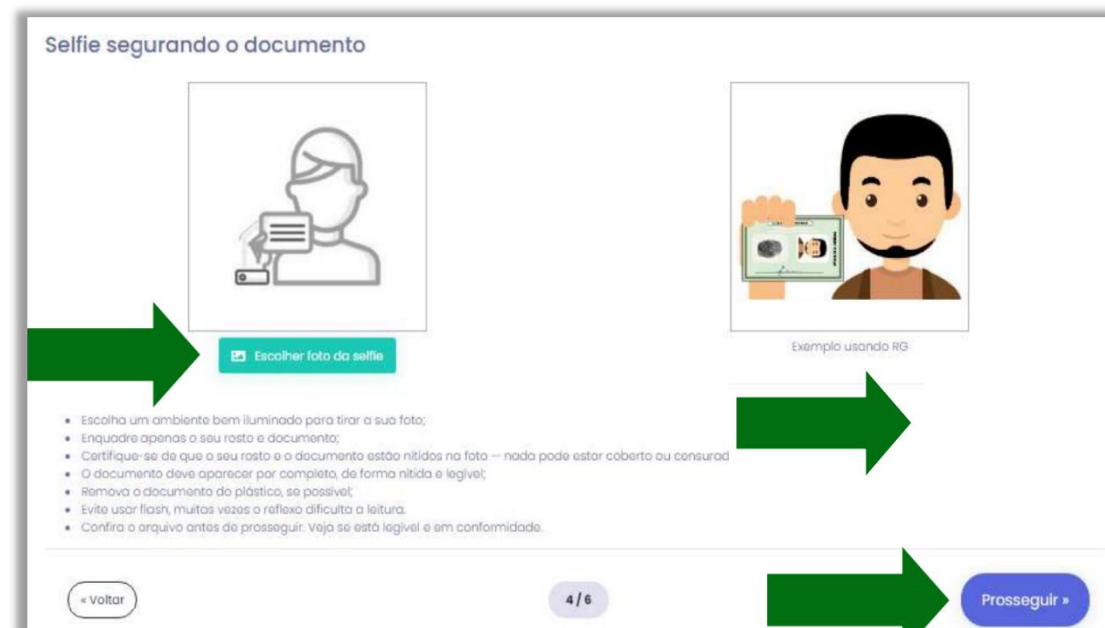 Selfie segurando o documento
Escolher foto da selfie
Exemplo usando RG
Escolha um ambiente bem iluminado para tirar a sua foto;
Enquadre apenas o seu rosto e documento;
Certifique-se de que o seu rosto e o documento estão nítidos na foto — nada pode estar coberto ou censurad
O documento deve aparecer por completo, de forma nítida e legível;
Remova o documento do plástico, se possível;
Evite usar flash, muitas vezes o reflexo dificulta a leitura.
Confira o arquivo antes de prosseguir. Veja se está legível e em conformidade.
« Voltar
4 / 6
Prosseguir »